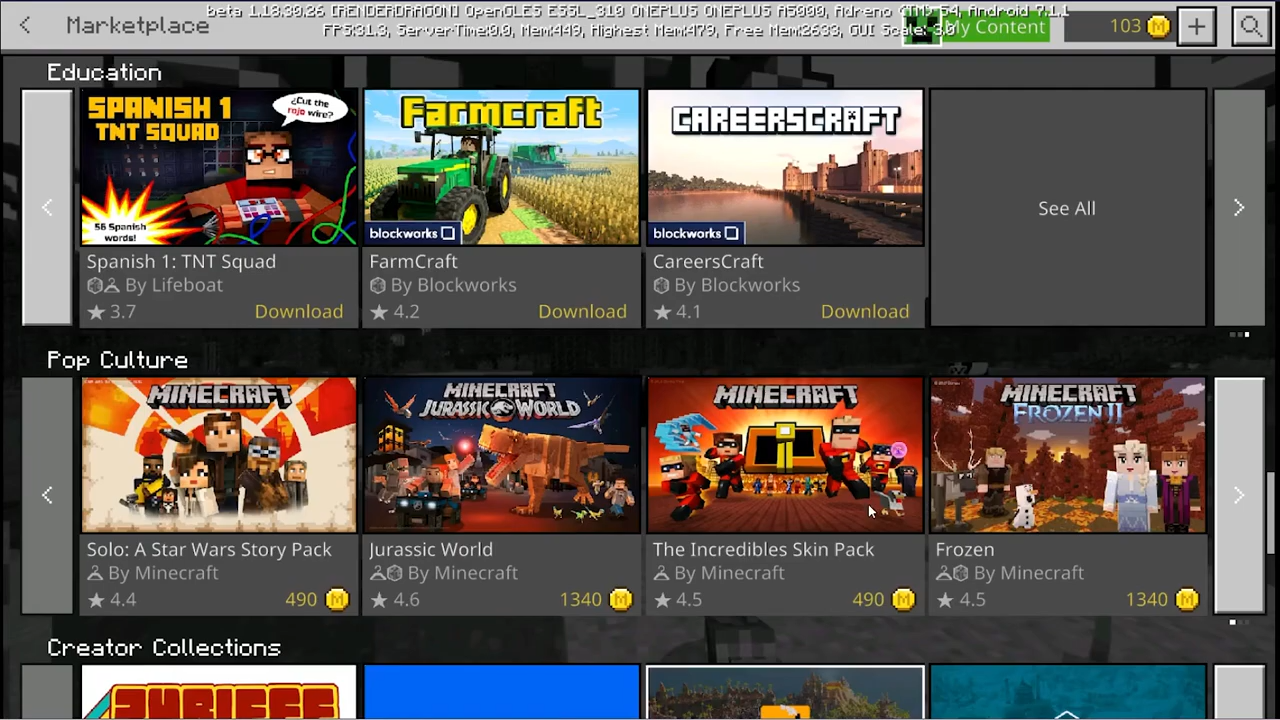 beta 1.18.30.26 [RENDERDRAGON] OpenGLES ESSL_310 ONEPLUS ONEPLUS A5000, Adreno (TM) 54, Android 7.1.1
Marketplace
My Content
103
FPS:31.3, ServerTime:0.0, Mem:449, Highest Mem:479, Free Mem:2633, GUI Scale: 3.0
Education
SPANISH 1
TNT SQUAD
¿Cut the
rojo wire?
56 Spanish
words!
Farmcraft
blockworks
CAREERSCRAFT
blockworks
See All
Spanish 1: TNT Squad
By Lifeboat
3.7
Download
FarmCraft
By Blockworks
4.2
Download
CareersCraft
By Blockworks
4.1
Download
Pop Culture
MINECRAFT
MINECRAFT
JURASSIC WORLD
MINECRAFT
MINECRAFT
FROZEN II
Solo: A Star Wars Story Pack
By Minecraft
4.4
490
Jurassic World
By Minecraft
4.6
1340
The Incredibles Skin Pack
By Minecraft
4.5
490
Frozen
By Minecraft
4.5
1340
Creator Collections